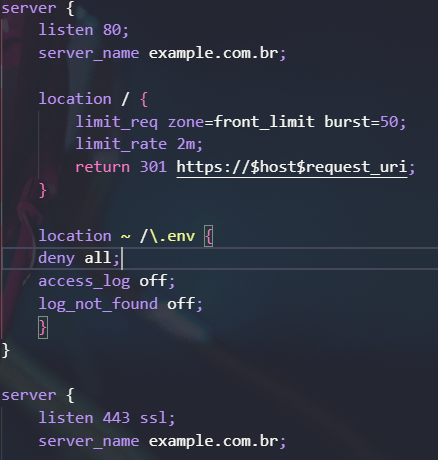 server {
    listen 80;
    server_name example.com.br;

    location / {
        limit_req zone=front_limit burst=50;
        limit_rate 2m;
        return 301 https://$host$request_uri;
    }

    location ~ /\.env {
    deny all;
    access_log off;
    log_not_found off;
    }
}

server {
    listen 443 ssl;
    server_name example.com.br;